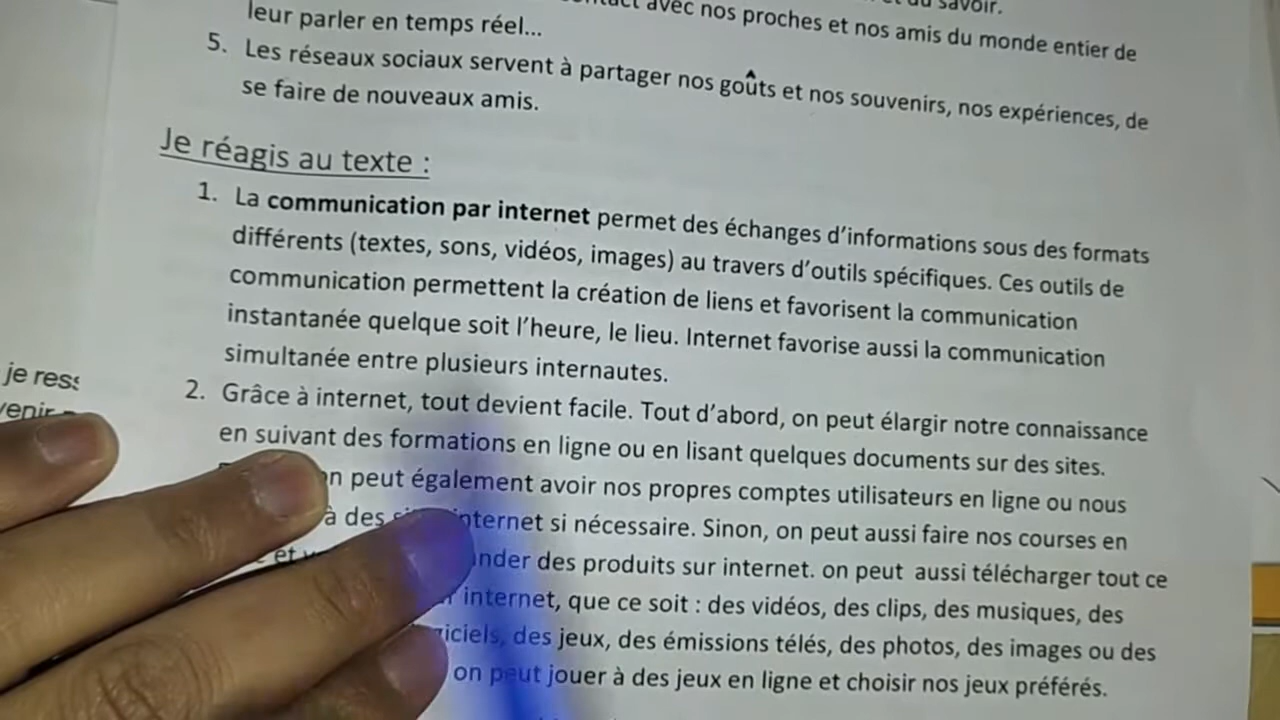 et du savoir.
avec nos proches et nos amis du monde entier de
leur parler en temps réel...
5. Les réseaux sociaux servent à partager nos goûts et nos souvenirs, nos expériences, de
se faire de nouveaux amis.
Je réagis au texte :
1. La communication par internet permet des échanges d'informations sous des formats
différents (textes, sons, vidéos, images) au travers d'outils spécifiques. Ces outils de
communication permettent la création de liens et favorisent la communication
instantanée quelque soit l'heure, le lieu. Internet favorise aussi la communication
simultanée entre plusieurs internautes.
je
2. Grâce à internet, tout devient facile. Tout d'abord, on peut élargir notre connaissance
en suivant des formations en ligne ou en lisant quelques documents sur des sites.
peut également avoir nos propres comptes utilisateurs en ligne ou nous
à des internet si nécessaire. Sinon, on peut aussi faire nos courses en
et des produits sur internet. on peut aussi télécharger tout ce
internet, que ce soit : des vidéos, des clips, des musiques, des
des jeux, des émissions télés, des photos, des images ou des
on peut jouer à des jeux en ligne et choisir nos jeux préférés.